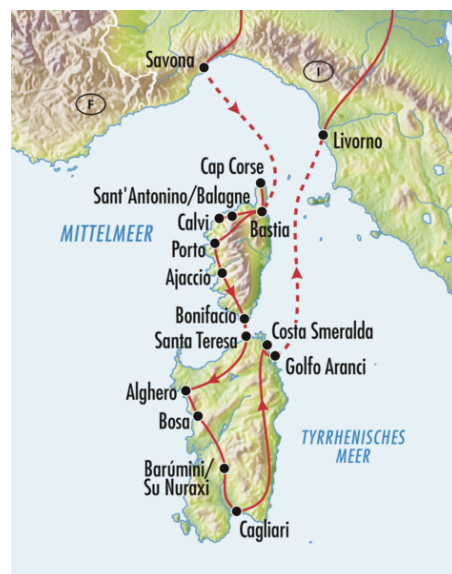 Savona
F
I
Livorno
Cap Corse
Sant'Antonino/Balagne
Calvi
Bastia
MITTELMEER
Porto
Ajaccio
Bonifacio
Santa Teresa
Costa Smeralda
Golfo Aranci
Alghero
Bosa
TYRRHENISCHES
MEER
Barúmini/
Su Nuraxi
Cagliari